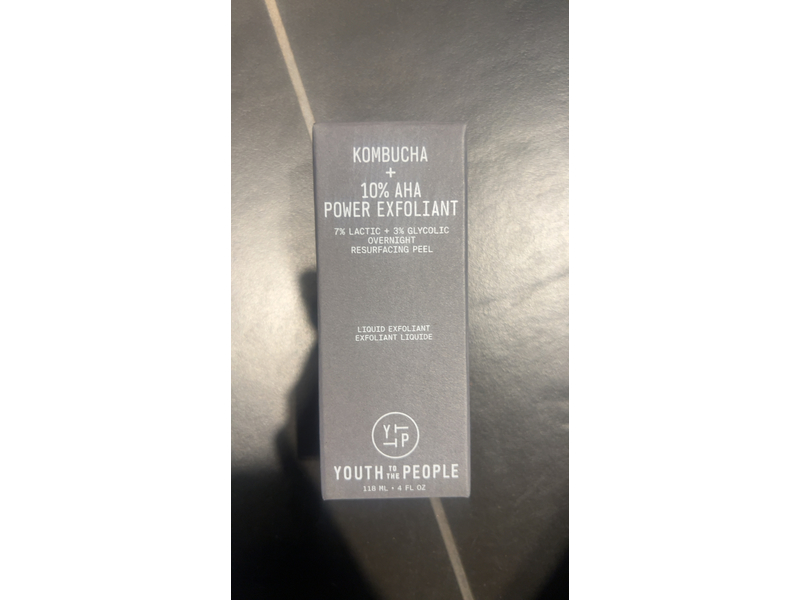 KOMBUCHA
+
10% AHA
POWER EXFOLIANT
7% LACTIC + 3% GLYCOLIC
OVERNIGHT
RESURFACING PEEL
LIQUID EXFOLIANT
EXFOLIANT LIQUIDE
Y T
T P
YOUTH TO THE PEOPLE
118 ML • 4 FL OZ